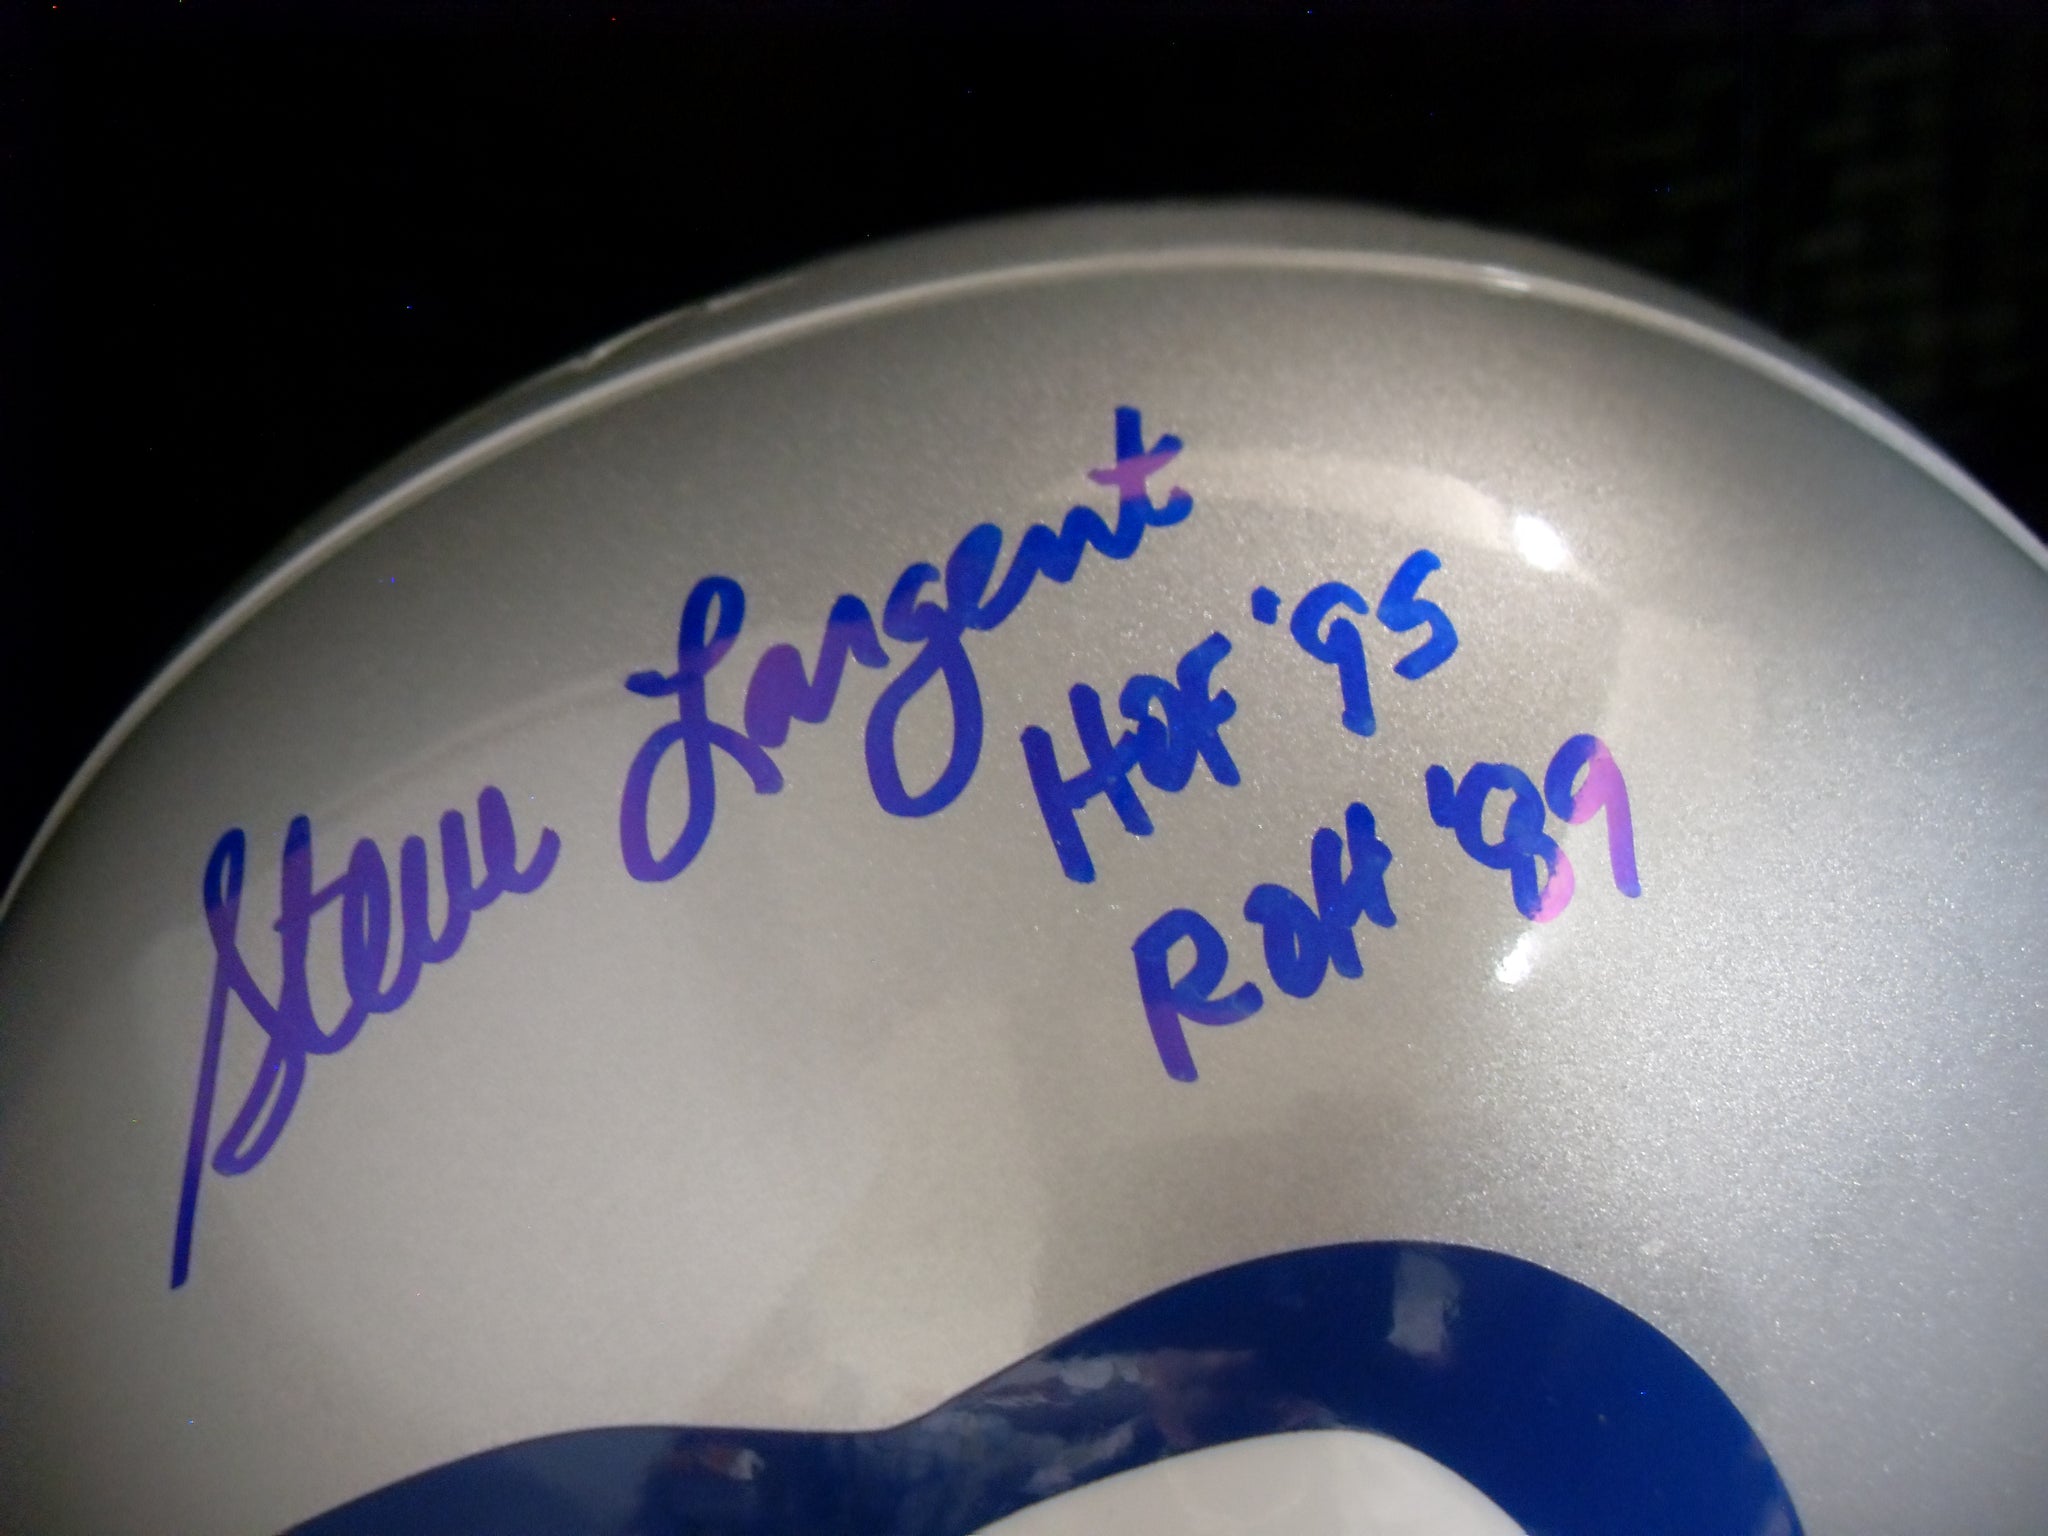 Steve Largent
HOF '95
ROH '89